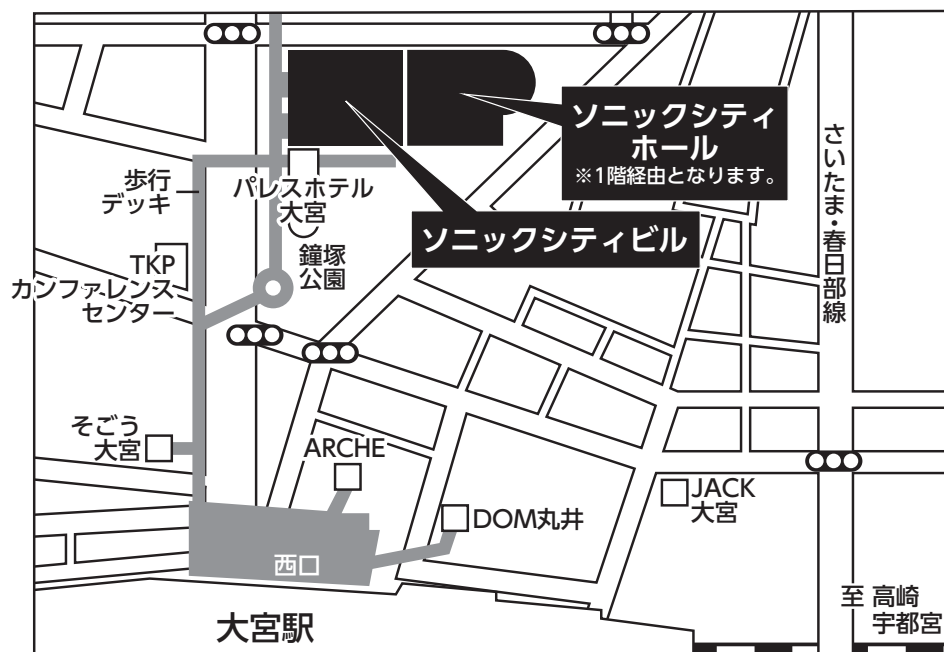 ソニックシティ
ホール
※1階経由となります。
ソニックシティビル
さいたま・春日部線
歩行
デッキ
パレスホテル
大宮
鐘塚
公園
TKP
カンファレンス
センター
そごう
大宮
ARCHE
DOM丸井
JACK
大宮
西口
大宮駅
至 高崎
宇都宮